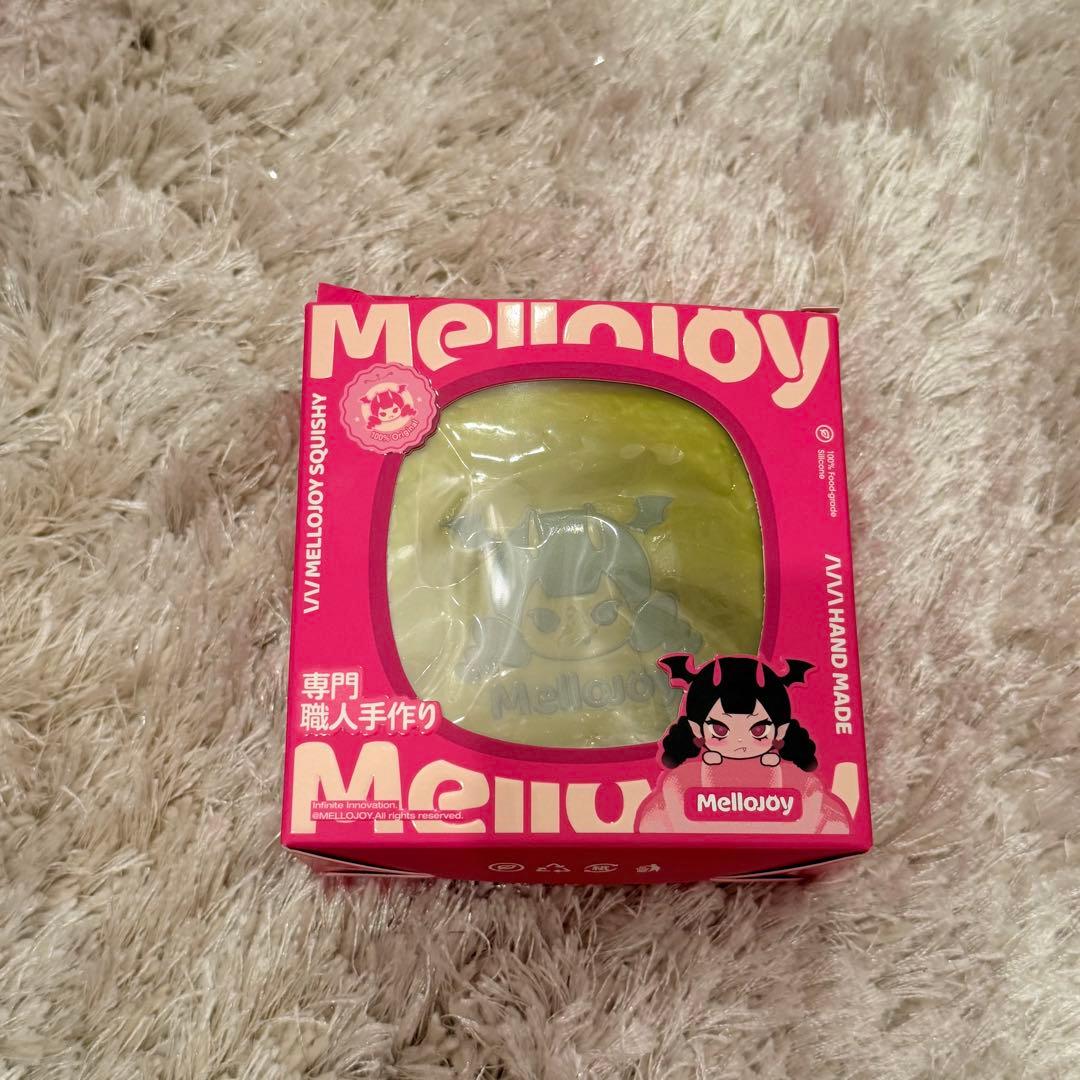 Mellojoy
100% Original
\/\/\/ MELLOJOY SQUISHY
100% Food-grade
Silicone
/\/\/\ HAND MADE
Mellojoy
専門
職人手作り
Mellojoy
Infinite Innovation.
@MELLOJOY.All rights reserved.